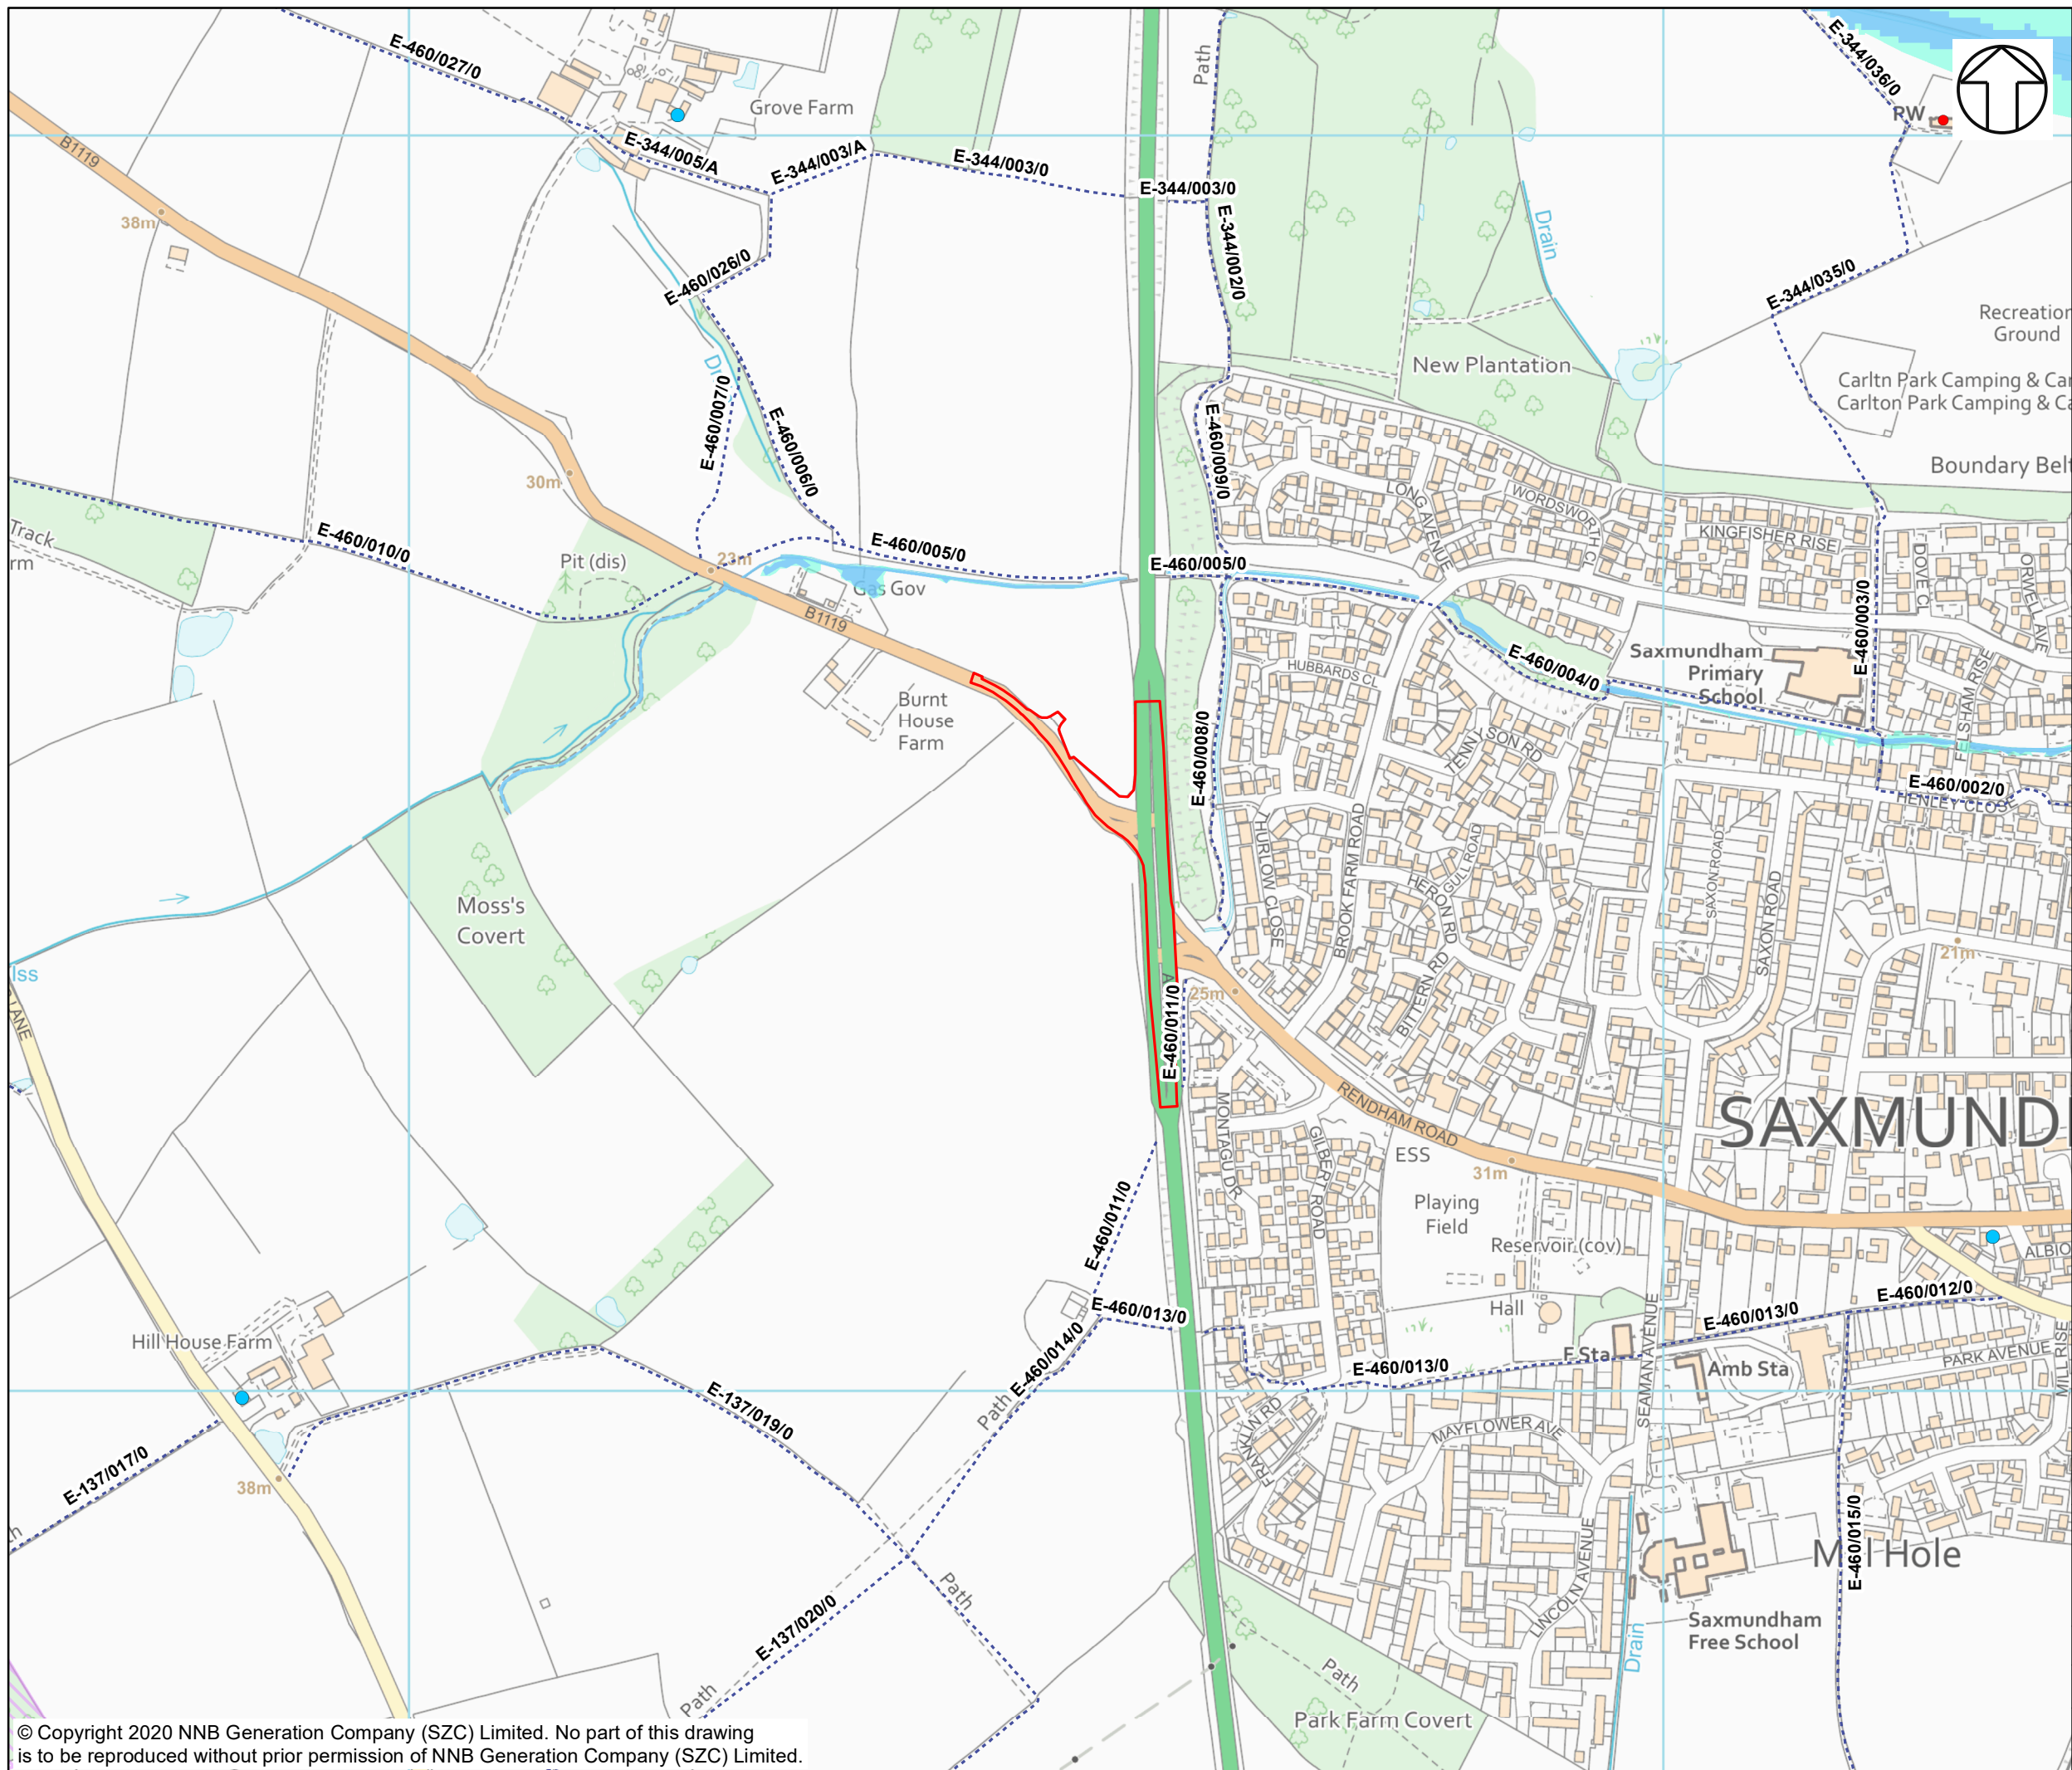 E-460/027/0
Grove Farm
Path
E-344/036/0
PW
B1119
E-344/005/A
E-344/003/A
E-344/003/0
E-344/003/0
38m
E-344/002/0
Drain
E-460/026/0
E-344/035/0
Recreation
Ground
New Plantation
Carltn Park Camping & Ca
Carlton Park Camping & Ca
E-460/007/0
E-460/006/0
E-460/009/0
LONG AVENUE
WORDSWORTH CL
KINGFISHER RISE
Boundary Belt
30m
Track
rm
E-460/010/0
Pit (dis)
23m
E-460/005/0
E-460/005/0
Gas Gov
B1119
DOVE CL
ORWELL AVE
E-460/003/0
HUBBARDS CL
E-460/004/0
Saxmundham
Primary
School
Burnt
House
Farm
E-460/008/0
TENNYSON RD
ELSHAM RISE
E-460/002/0
HENLEY CLOSE
THURLOW CLOSE
BROOK FARM ROAD
HERON RD
GULL ROAD
SAXON ROAD
SAXON ROAD
Moss's
Covert
BITTERN RD
21m
lss
LANE
25m
E-460/011/0
MONTAGU DR
RENDHAM ROAD
SAXMUND
GILBERT ROAD
ESS
31m
Playing
Field
E-460/011/0
Reservoir (cov)
ALBIO
Hill House Farm
E-460/013/0
Hall
E-460/013/0
E-460/012/0
E-460/014/0
E-460/013/0
F Sta
SEAMAN AVENUE
Amb Sta
PARK AVENUE
MILL RISE
E-137/019/0
Path
FRANKLIN RD
MAYFLOWER AVE
E-137/017/0
38m
E-460/015/0
Path
LINCOLN AVENUE
Mill Hole
E-137/020/0
Saxmundham
Free School
Drain
Path
Path
Park Farm Covert
© Copyright 2020 NNB Generation Company (SZC) Limited. No part of this drawing
is to be reproduced without prior permission of NNB Generation Company (SZC) Limited.